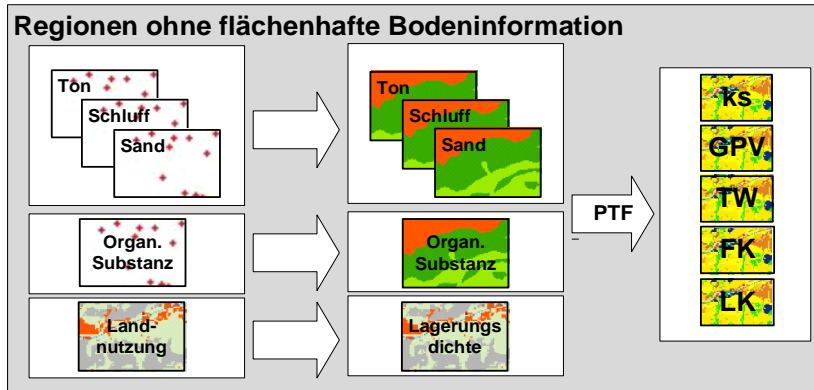 Regionen ohne flächenhafte Bodeninformation
Ton
Schluff
Sand
Ton
Schluff
Sand
Organ.
Substanz
Organ.
Substanz
Land-
nutzung
Lagerungs
dichte
PTF
ks
GPV
TW
FK
LK